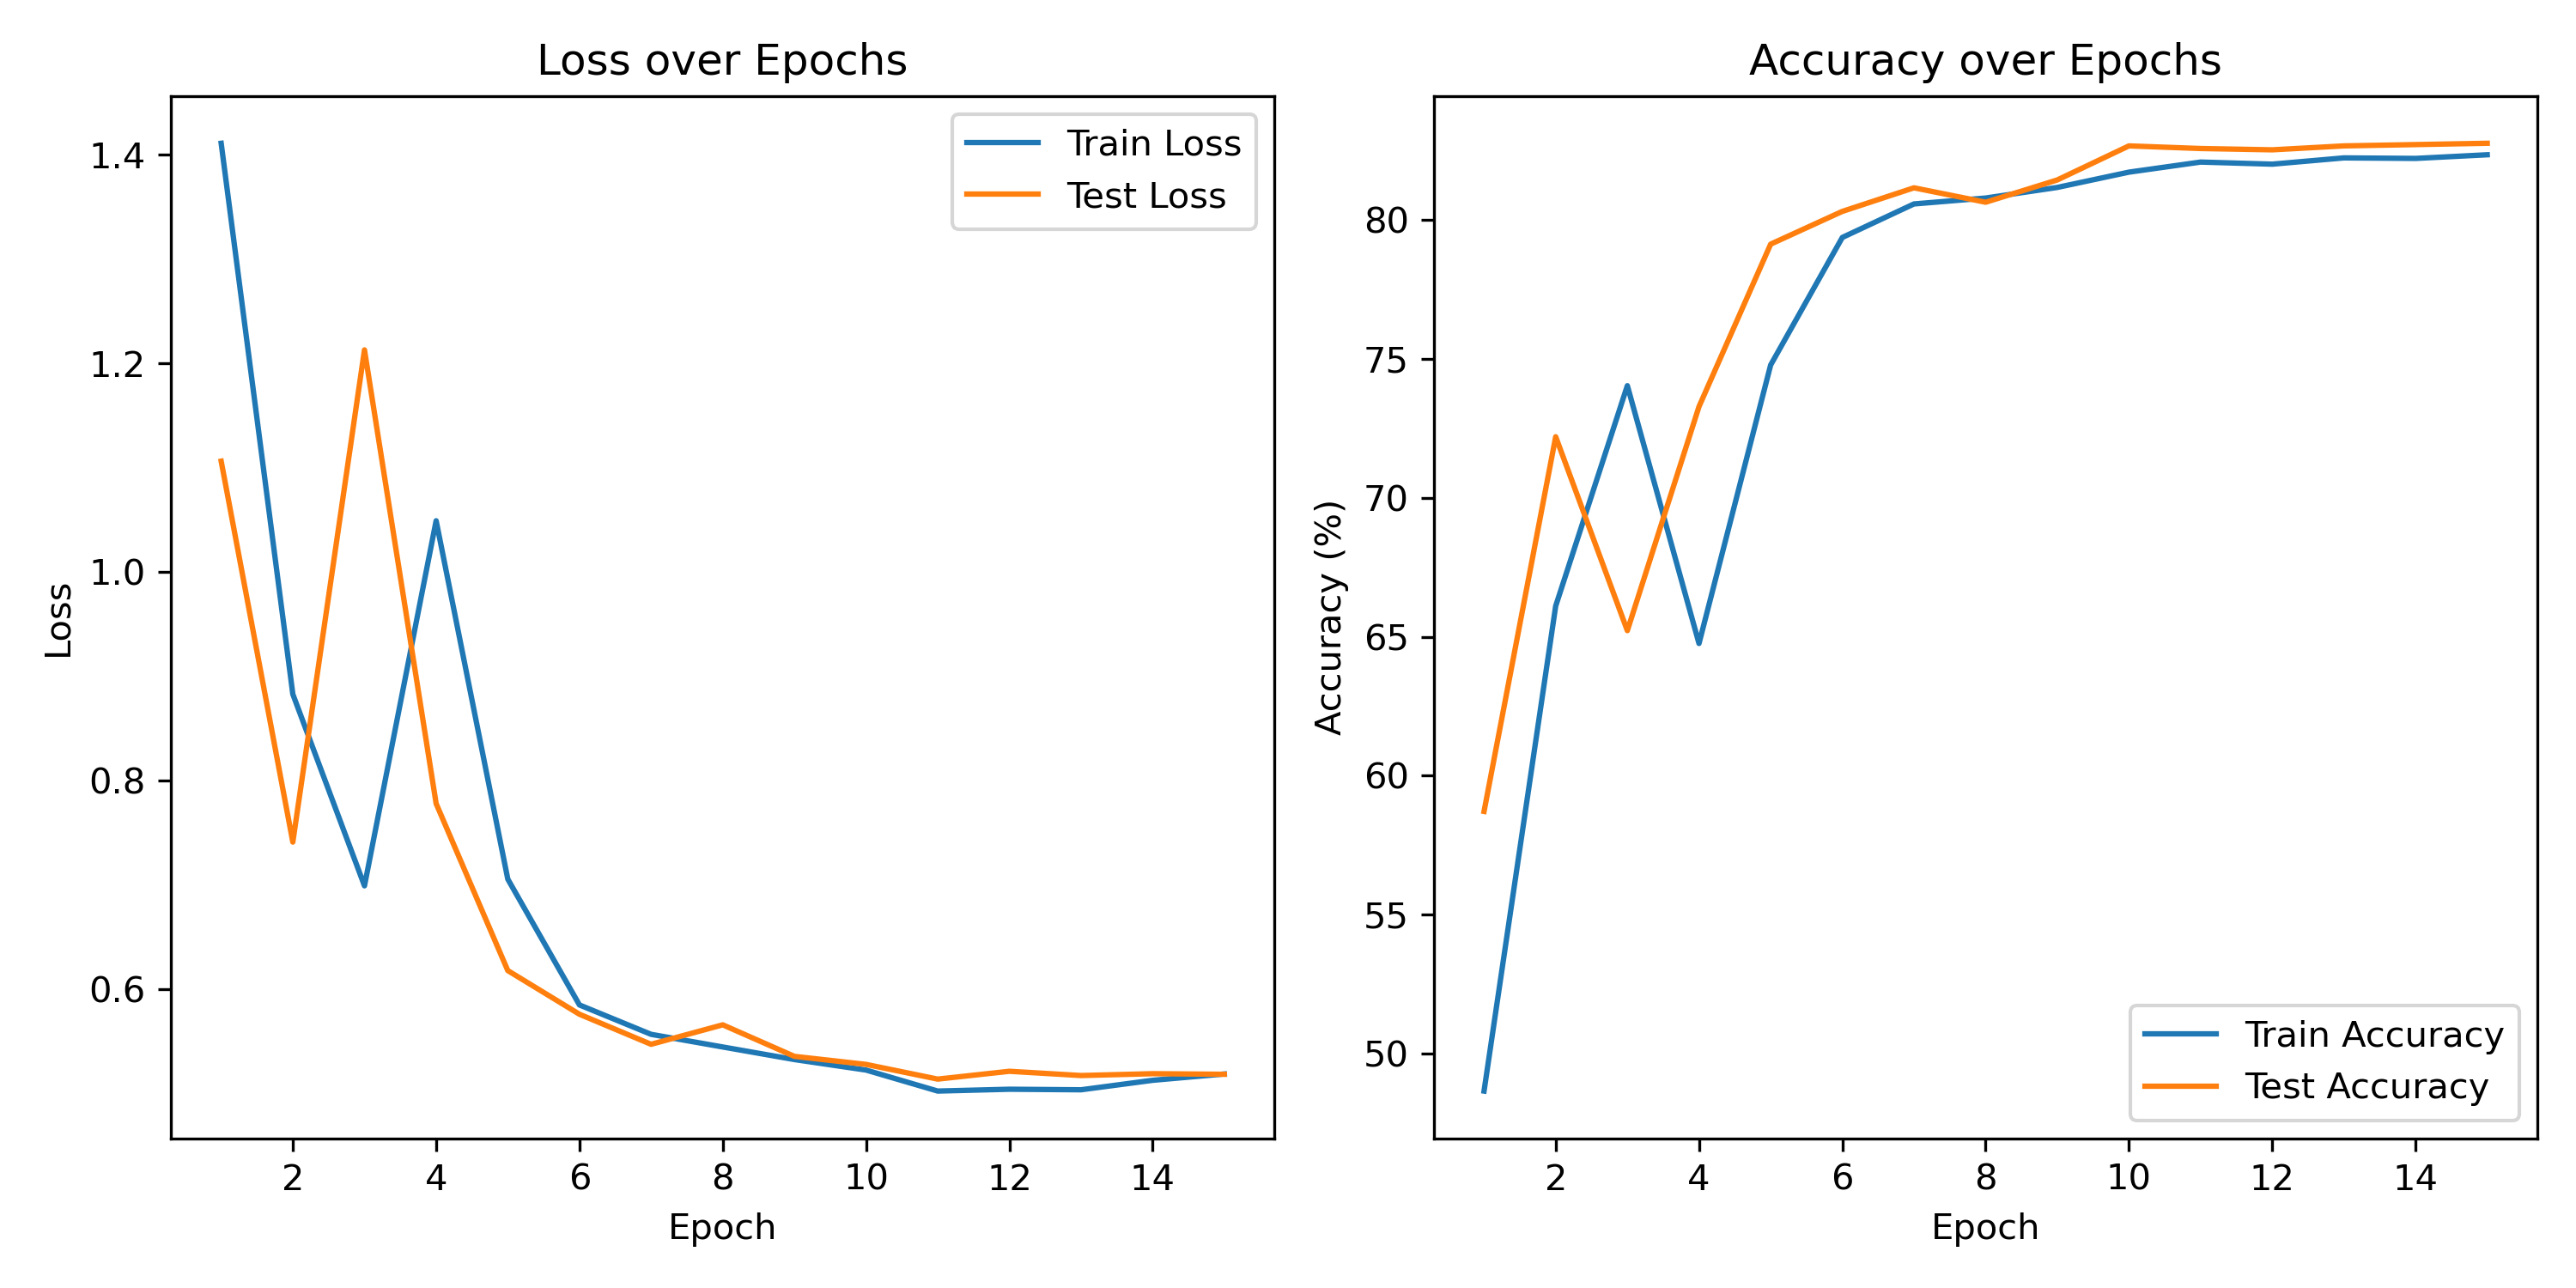 Loss over Epochs
Train Loss
Test Loss
1.4
1.2
1.0
0.8
0.6
Loss
2 4 6 8 10 12 14
Epoch
Accuracy over Epochs
80
75
70
65
60
55
50
Accuracy (%)
Train Accuracy
Test Accuracy
2 4 6 8 10 12 14
Epoch